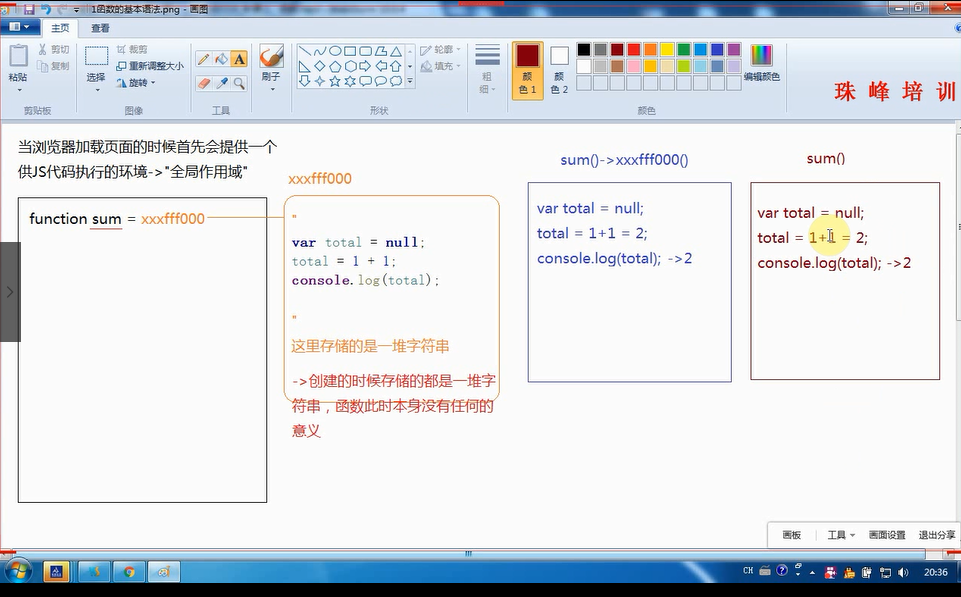 1函数的基本语法.png - 画图
主页
查看
粘贴
剪切
复制
剪贴板
选择
裁剪
重新调整大小
旋转
图像
A
工具
刷子
形状
轮廓
填充
粗
细
颜
色 1
颜
色 2
编辑颜色
颜色
珠峰培训
当浏览器加载页面的时候首先会提供一个
供JS代码执行的环境->"全局作用域"
function sum = xxxfff000
xxxfff000
"
var total = null;
total = 1 + 1;
console.log(total);
"
这里存储的是一堆字符串
->创建的时候存储的都是一堆字
符串，函数此时本身没有任何的
意义
sum()->xxxfff000()
var total = null;
total = 1+1 = 2;
console.log(total); ->2
sum()
var total = null;
total = 1+1 = 2;
console.log(total); ->2
画板
工具
画面设置
退出分享
CH
20:36